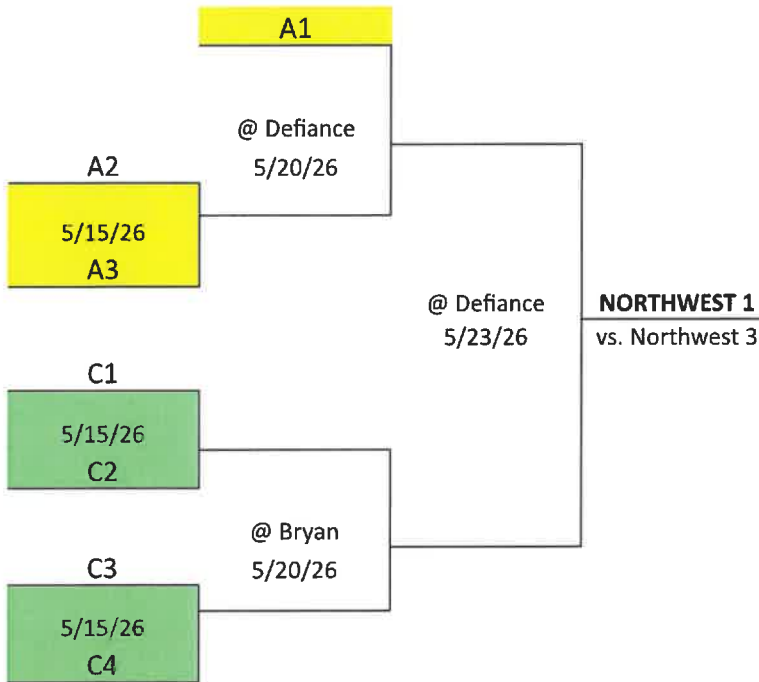 A1
@ Defiance
5/20/26
A2
5/15/26
A3
@ Defiance
5/23/26
NORTHWEST 1
vs. Northwest 3
C1
5/15/26
C2
@ Bryan
5/20/26
C3
5/15/26
C4